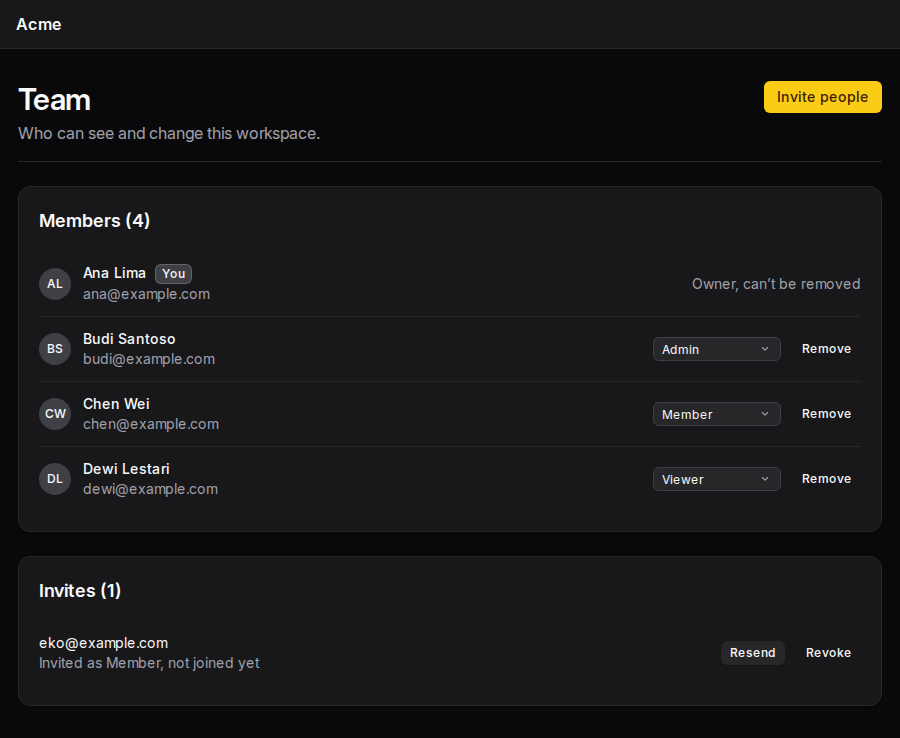 Acme
Team
Invite people
Who can see and change this workspace.
Members (4)
AL
Ana Lima You
ana@example.com
Owner, can’t be removed
BS
Budi Santoso
budi@example.com
Admin
Remove
CW
Chen Wei
chen@example.com
Member
Remove
DL
Dewi Lestari
dewi@example.com
Viewer
Remove
Invites (1)
eko@example.com
Invited as Member, not joined yet
Resend
Revoke